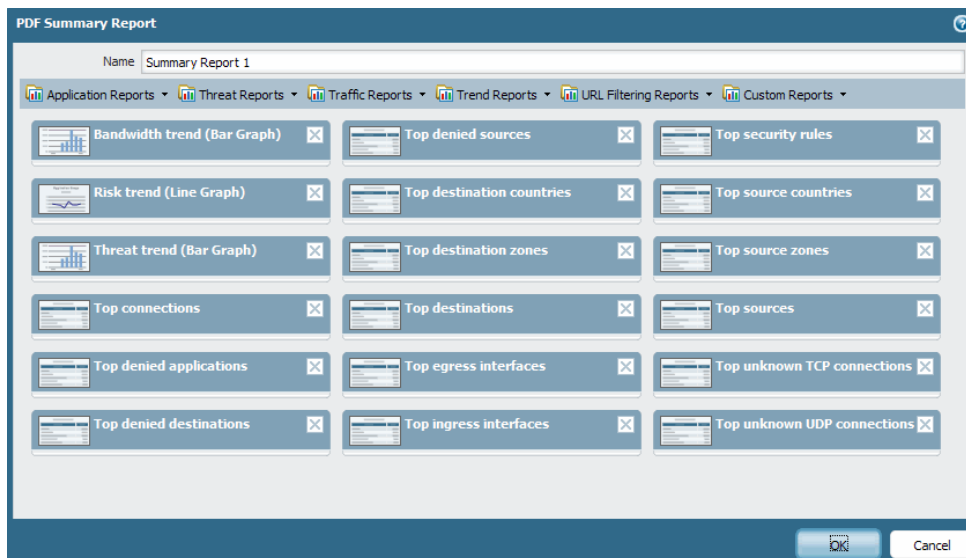 PDF Summary Report
Name Summary Report 1
Application Reports Threat Reports Traffic Reports Trend Reports URL Filtering Reports Custom Reports
Bandwidth trend (Bar Graph) Top denied sources Top security rules
Risk trend (Line Graph) Top destination countries Top source countries
Threat trend (Bar Graph) Top destination zones Top source zones
Top connections Top destinations Top sources
Top denied applications Top egress interfaces Top unknown TCP connections
Top denied destinations Top ingress interfaces Top unknown UDP connections
OK Cancel